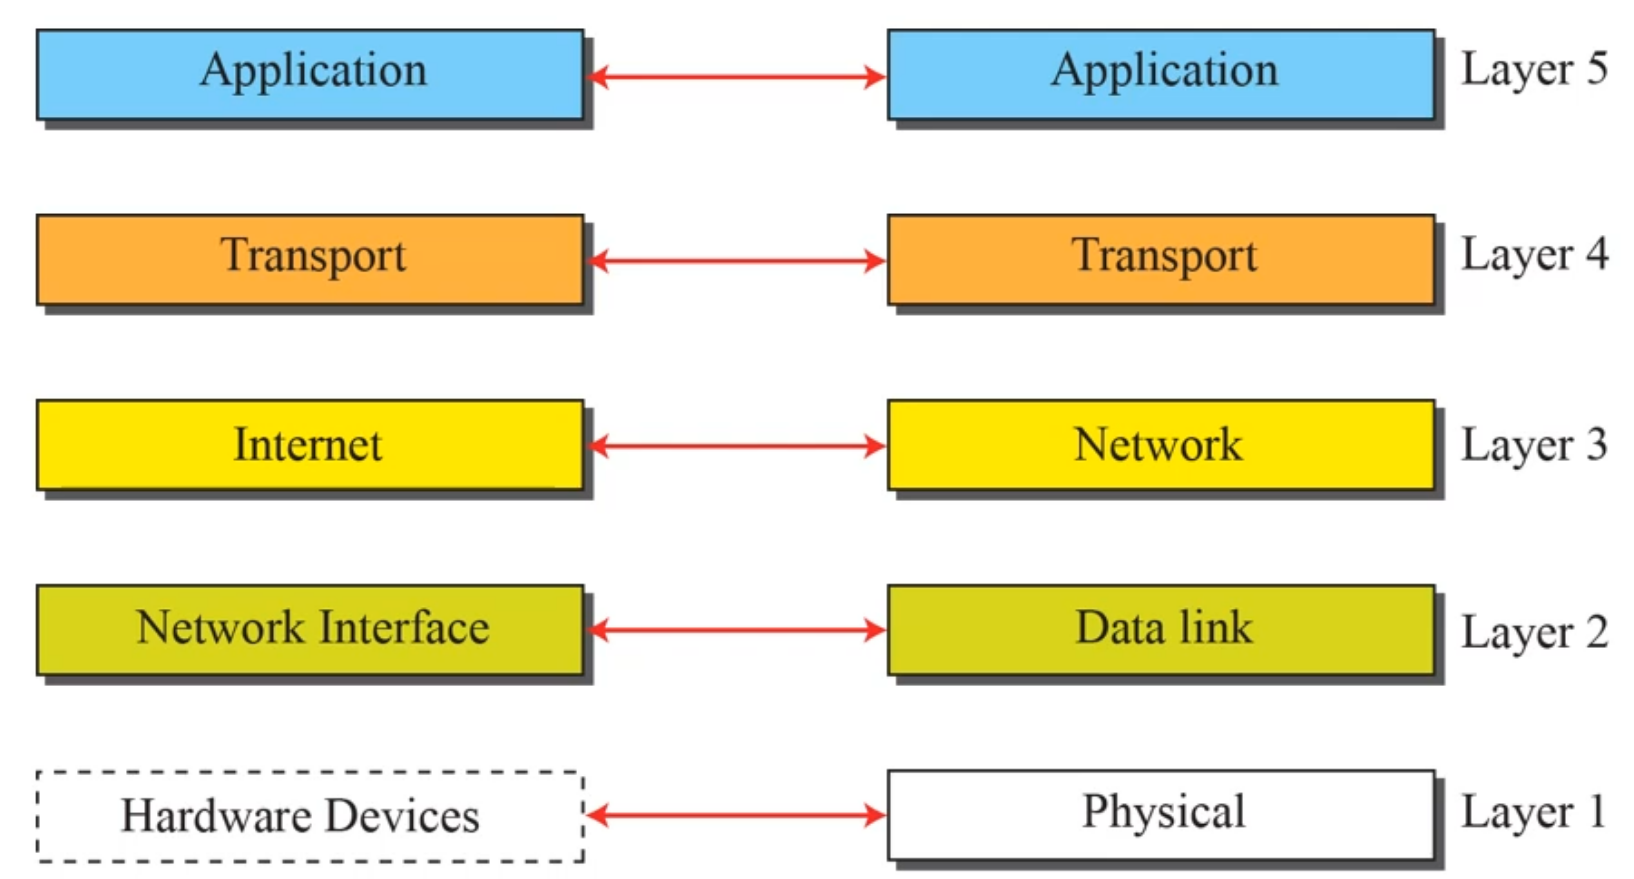 Application Application Layer 5
Transport Transport Layer 4
Internet Network Layer 3
Network Interface Data link Layer 2
Hardware Devices Physical Layer 1